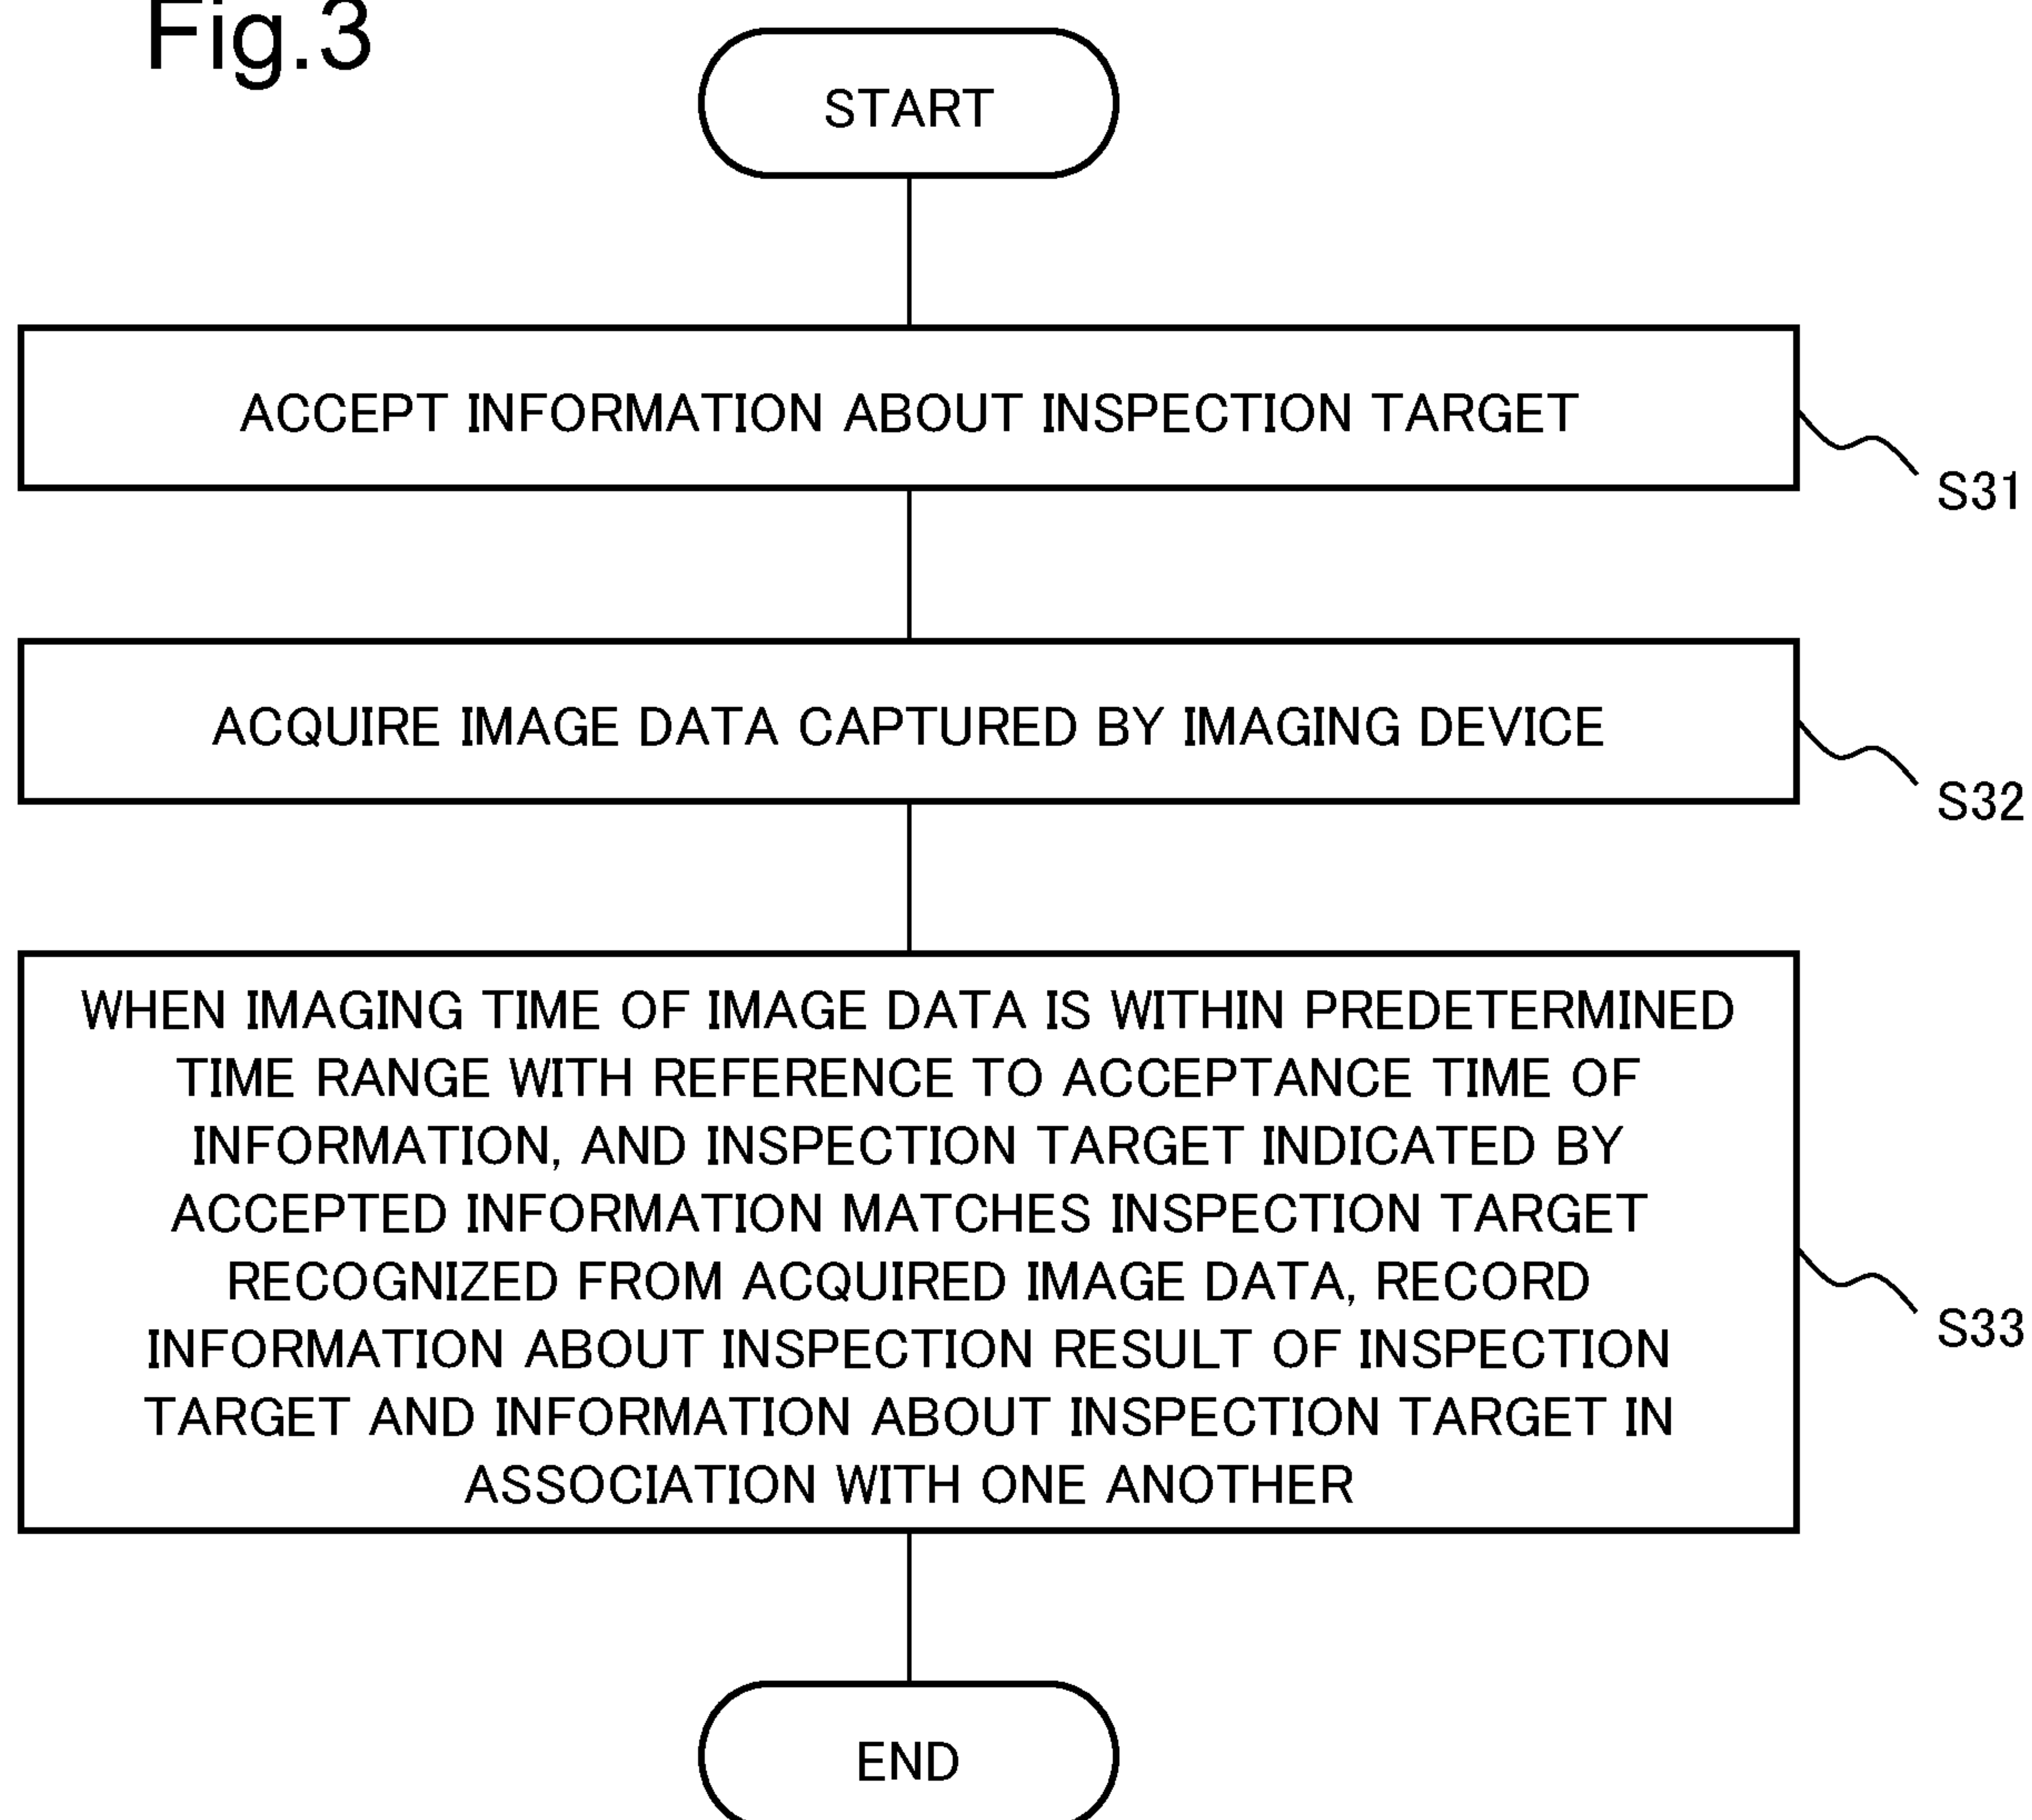 Fig.3
START
ACCEPT INFORMATION ABOUT INSPECTION TARGET
S31
ACQUIRE IMAGE DATA CAPTURED BY IMAGING DEVICE
S32
WHEN IMAGING TIME OF IMAGE DATA IS WITHIN PREDETERMINED
TIME RANGE WITH REFERENCE TO ACCEPTANCE TIME OF
INFORMATION, AND INSPECTION TARGET INDICATED BY
ACCEPTED INFORMATION MATCHES INSPECTION TARGET
RECOGNIZED FROM ACQUIRED IMAGE DATA, RECORD
INFORMATION ABOUT INSPECTION RESULT OF INSPECTION
TARGET AND INFORMATION ABOUT INSPECTION TARGET IN
ASSOCIATION WITH ONE ANOTHER
S33
END